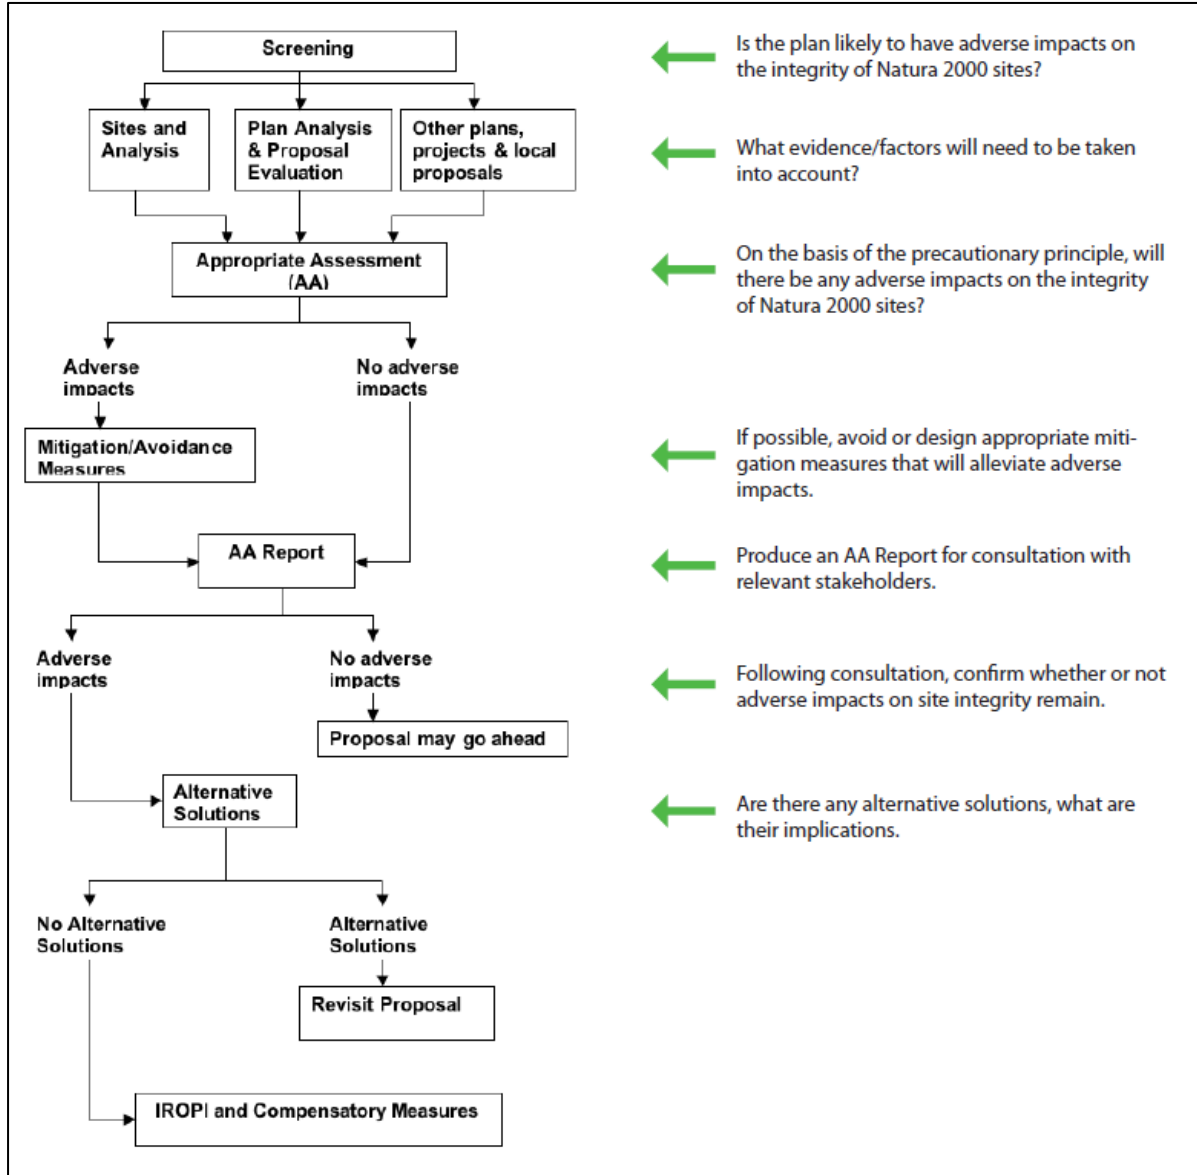 Screening
Is the plan likely to have adverse impacts on
the integrity of Natura 2000 sites?
Sites and
Analysis
Plan Analysis
& Proposal
Evaluation
Other plans,
projects & local
proposals
What evidence/factors will need to be taken
into account?
Appropriate Assessment
(AA)
On the basis of the precautionary principle, will
there be any adverse impacts on the integrity
of Natura 2000 sites?
Adverse
impacts
No adverse
impacts
Mitigation/Avoidance
Measures
If possible, avoid or design appropriate miti-
gation measures that will alleviate adverse
impacts.
AA Report
Produce an AA Report for consultation with
relevant stakeholders.
Adverse
impacts
No adverse
impacts
Following consultation, confirm whether or not
adverse impacts on site integrity remain.
Proposal may go ahead
Alternative
Solutions
Are there any alternative solutions, what are
their implications.
No Alternative
Solutions
Alternative
Solutions
Revisit Proposal
IROPI and Compensatory Measures